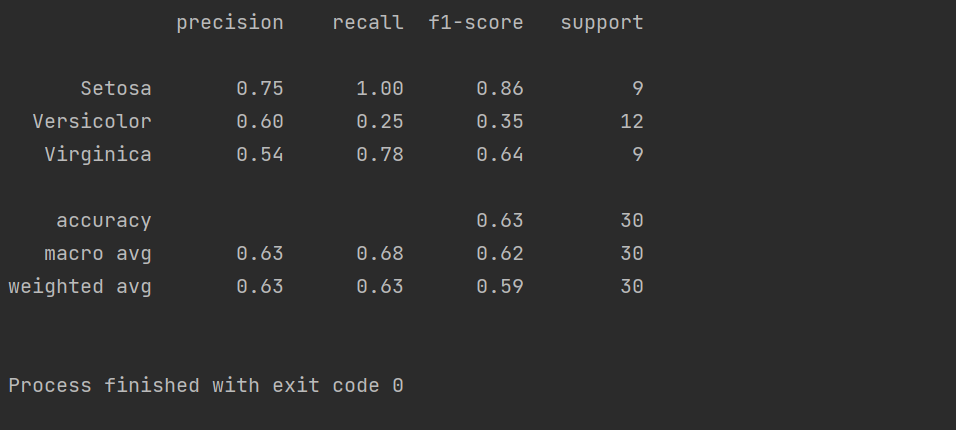 precision recall f1-score support
Setosa 0.75 1.00 0.86 9
Versicolor 0.60 0.25 0.35 12
Virginica 0.54 0.78 0.64 9
accuracy 0.63 30
macro avg 0.63 0.68 0.62 30
weighted avg 0.63 0.63 0.59 30
Process finished with exit code 0